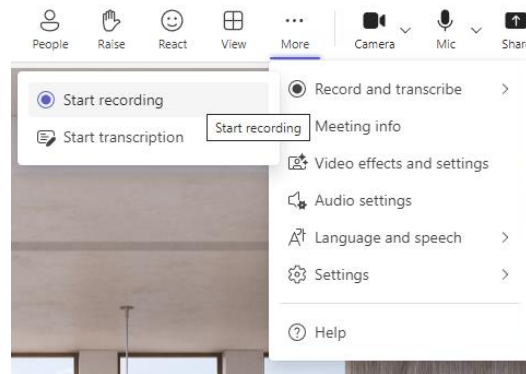 People Raise React View More Camera Mic Share
Start recording
Start transcription
Start recording
Record and transcribe
Meeting info
Video effects and settings
Audio settings
Language and speech
Settings
Help